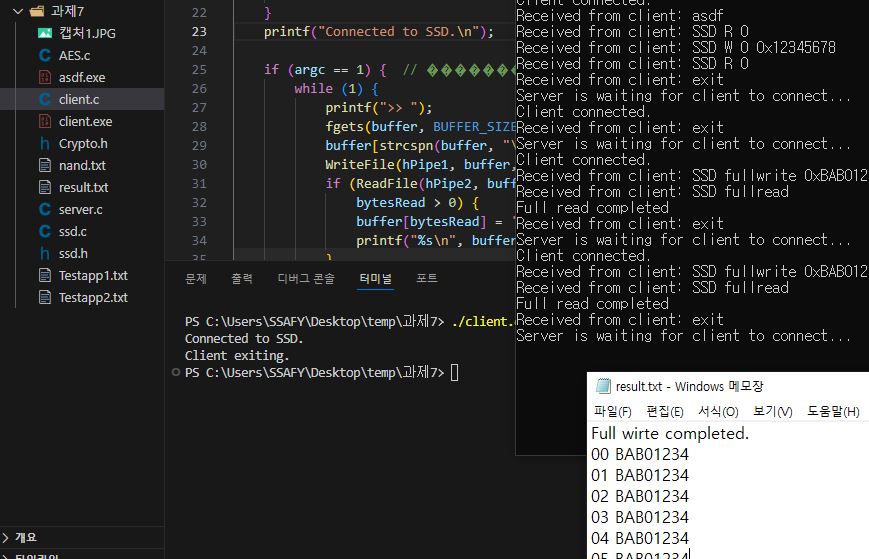 과제7
캡처1.JPG
AES.c
asdf.exe
client.c
client.exe
Crypto.h
nand.txt
result.txt
server.c
ssd.c
ssd.h
Testapp1.txt
Testapp2.txt
개요
22 }
23 printf("Connected to SSD.\n");
24
25 if (argc == 1) { //
26 while (1) {
27 printf(">> ");
28 fgets(buffer, BUFFER_SIZE
29 buffer[strcspn(buffer, "\
30 WriteFile(hPipe1, buffer,
31 if (ReadFile(hPipe2, buff
32 bytesRead > 0) {
33 buffer[bytesRead] =
34 printf("%s\n", buffer
35 }
문제 출력 디버그 콘솔 터미널 포트
PS C:\Users\SSAFY\Desktop\temp\과제7> ./client.
Connected to SSD.
Client exiting.
PS C:\Users\SSAFY\Desktop\temp\과제7>
Client connected.
Received from client: asdf
Received from client: SSD R 0
Received from client: SSD W 0 0x12345678
Received from client: SSD R 0
Received from client: exit
Server is waiting for client to connect...
Client connected.
Received from client: exit
Server is waiting for client to connect...
Client connected.
Received from client: SSD fullwrite 0xBAB012
Received from client: SSD fullread
Full read completed
Received from client: exit
Server is waiting for client to connect...
Client connected.
Received from client: SSD fullwrite 0xBAB012
Received from client: SSD fullread
Full read completed
Received from client: exit
Server is waiting for client to connect...
result.txt - Windows 메모장
파일(F) 편집(E) 서식(O) 보기(V) 도움말(H)
Full wirte completed.
00 BAB01234
01 BAB01234
02 BAB01234
03 BAB01234
04 BAB01234
05 BAB01234